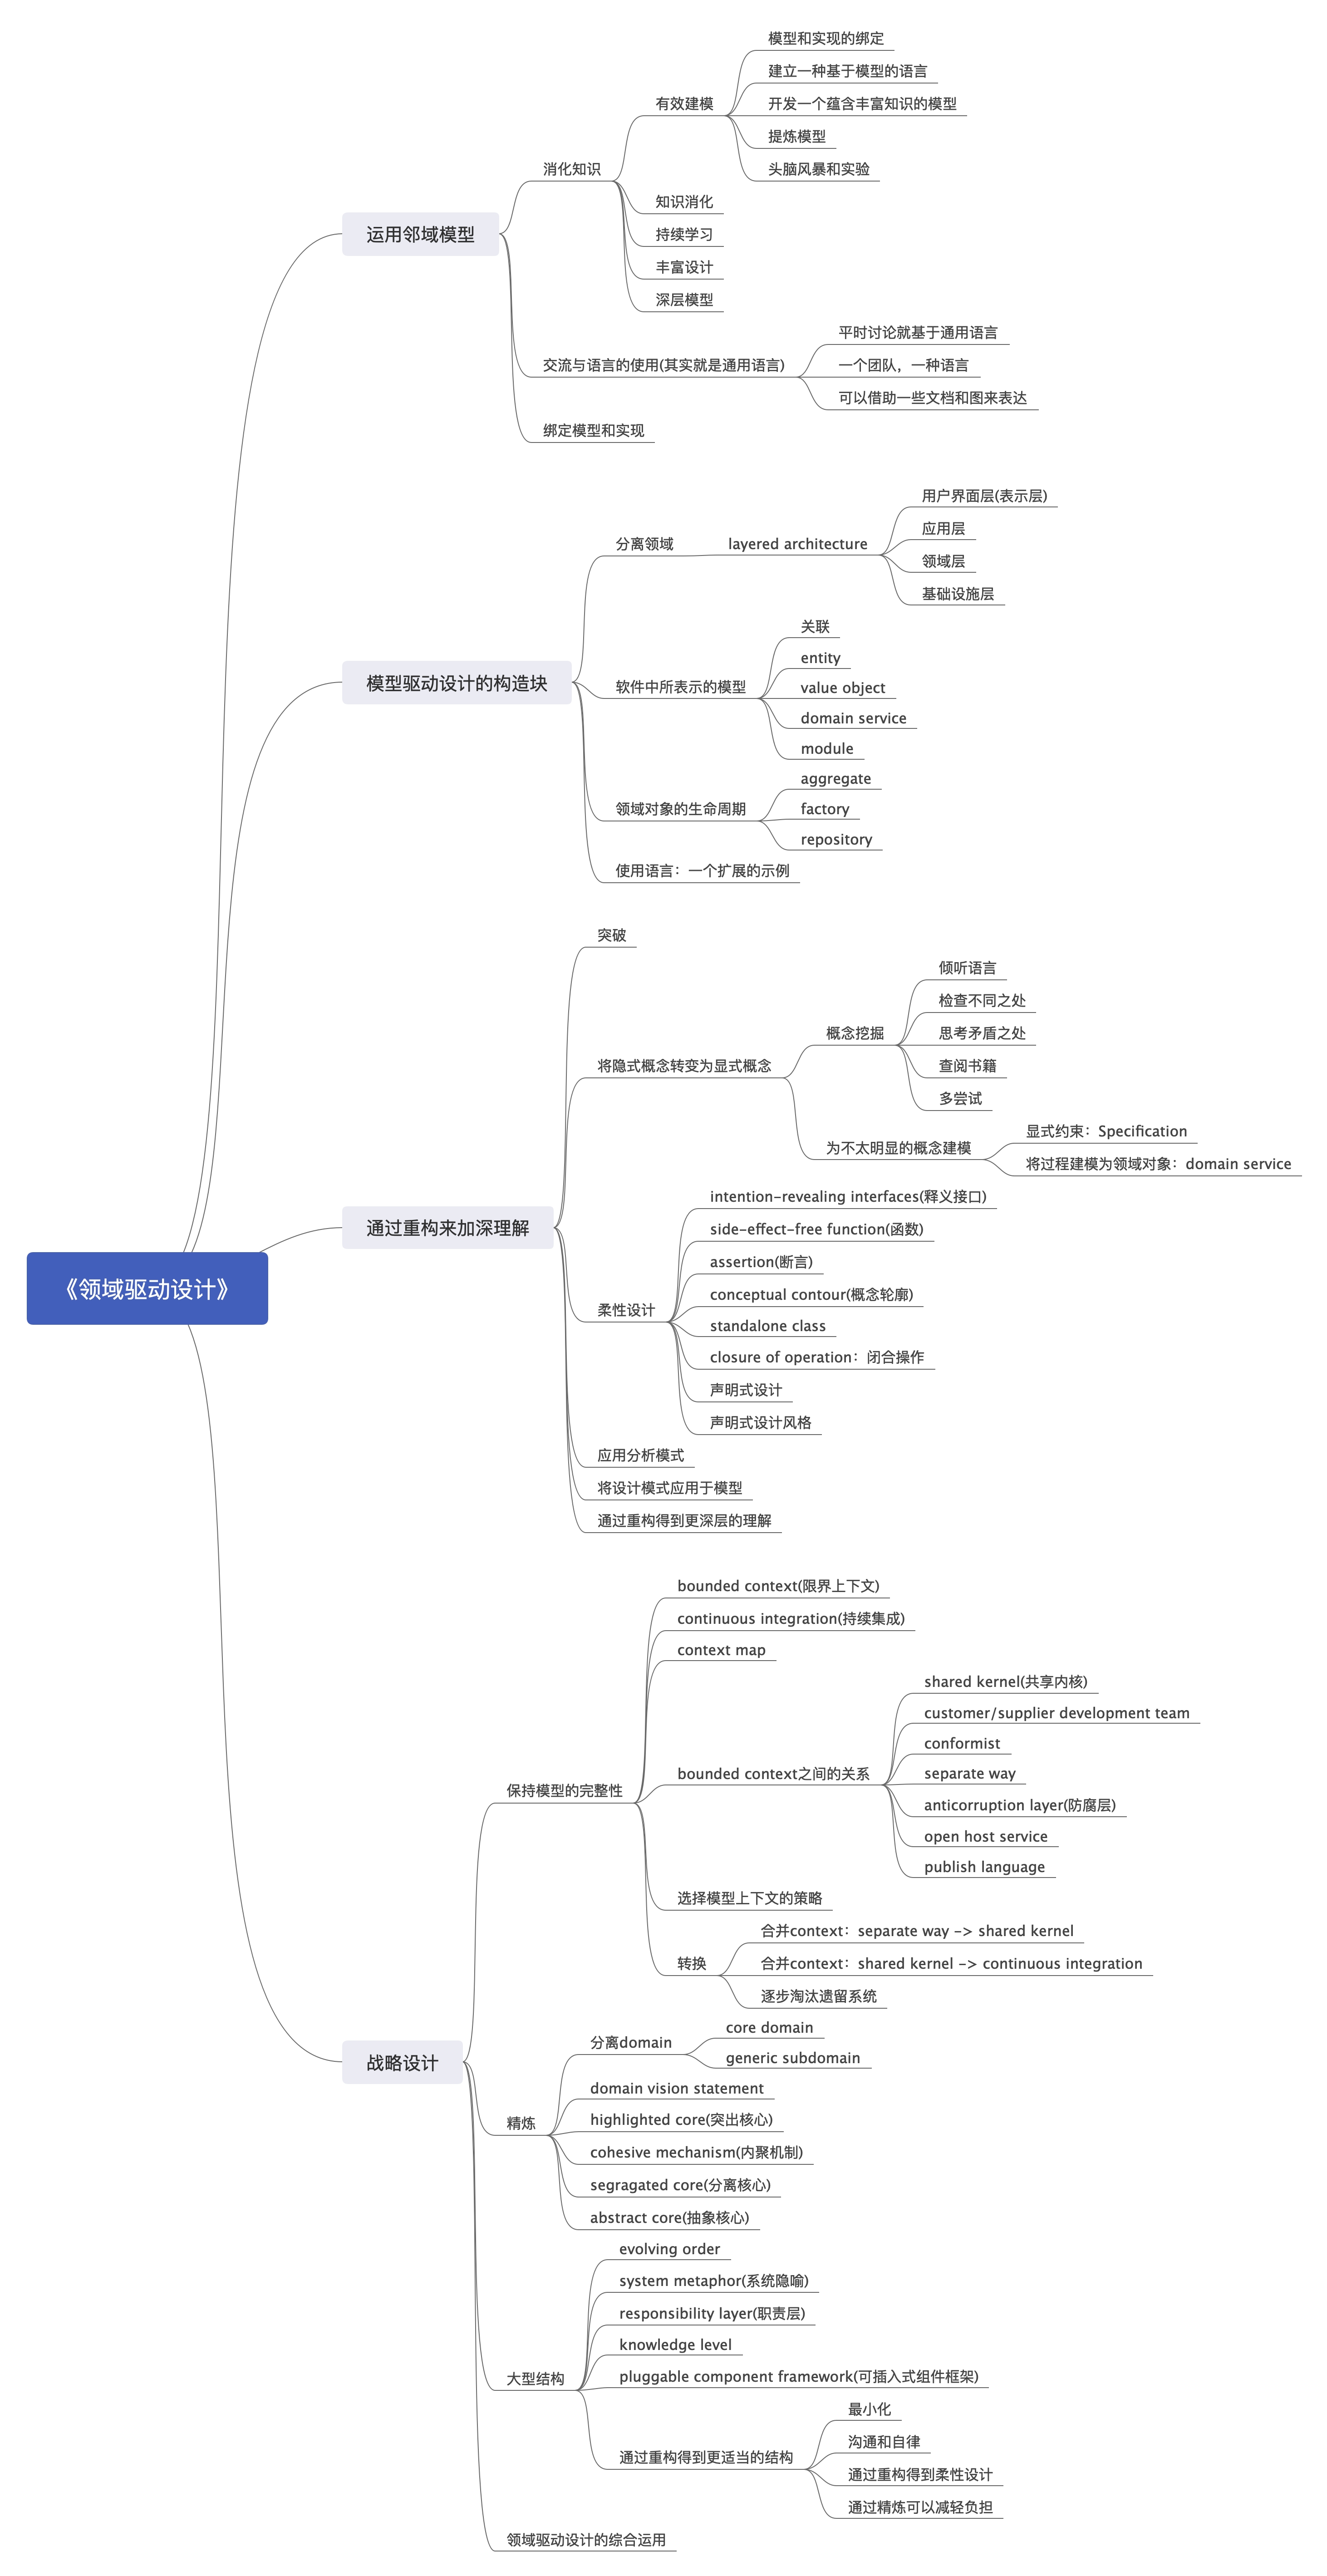 《领域驱动设计》
运用邻域模型
消化知识
有效建模
模型和实现的绑定
建立一种基于模型的语言
开发一个蕴含丰富知识的模型
提炼模型
头脑风暴和实验
知识消化
持续学习
丰富设计
深层模型
交流与语言的使用(其实就是通用语言)
平时讨论就基于通用语言
一个团队，一种语言
可以借助一些文档和图来表达
绑定模型和实现
模型驱动设计的构造块
分离领域
layered architecture
用户界面层(表示层)
应用层
领域层
基础设施层
软件中所表示的模型
关联
entity
value object
domain service
module
领域对象的生命周期
aggregate
factory
repository
使用语言：一个扩展的示例
通过重构来加深理解
突破
将隐式概念转变为显式概念
概念挖掘
倾听语言
检查不同之处
思考矛盾之处
查阅书籍
多尝试
为不太明显的概念建模
显式约束：Specification
将过程建模为领域对象：domain service
柔性设计
intention-revealing interfaces(释义接口)
side-effect-free function(函数)
assertion(断言)
conceptual contour(概念轮廓)
standalone class
closure of operation：闭合操作
声明式设计
声明式设计风格
应用分析模式
将设计模式应用于模型
通过重构得到更深层的理解
战略设计
保持模型的完整性
bounded context(限界上下文)
continuous integration(持续集成)
context map
bounded context之间的关系
shared kernel(共享内核)
customer/supplier development team
conformist
separate way
anticorruption layer(防腐层)
open host service
publish language
选择模型上下文的策略
转换
合并context：separate way -> shared kernel
合并context：shared kernel -> continuous integration
逐步淘汰遗留系统
精炼
分离domain
core domain
generic subdomain
domain vision statement
highlighted core(突出核心)
cohesive mechanism(内聚机制)
segragated core(分离核心)
abstract core(抽象核心)
大型结构
evolving order
system metaphor(系统隐喻)
responsibility layer(职责层)
knowledge level
pluggable component framework(可插入式组件框架)
通过重构得到更适当的结构
最小化
沟通和自律
通过重构得到柔性设计
通过精炼可以减轻负担
领域驱动设计的综合运用